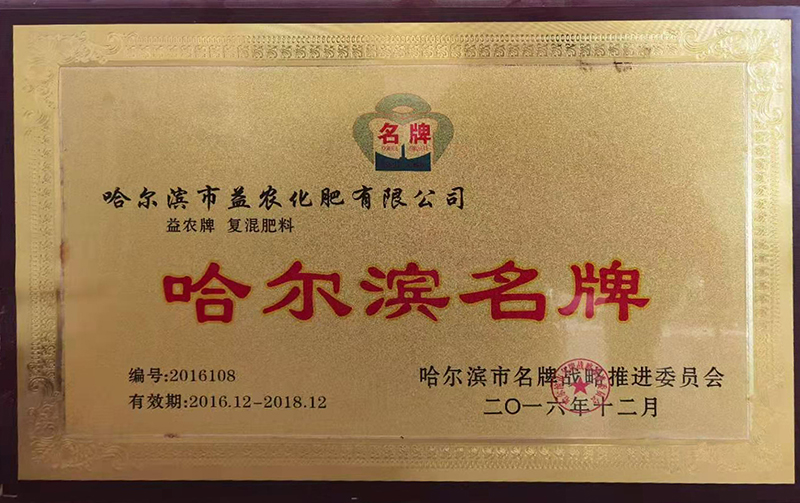 名牌
哈尔滨市益农化肥有限公司
益农牌 复混肥料
哈尔滨名牌
编号:2016108
有效期:2016.12-2018.12
哈尔滨市名牌战略推进委员会
二〇一六年十二月